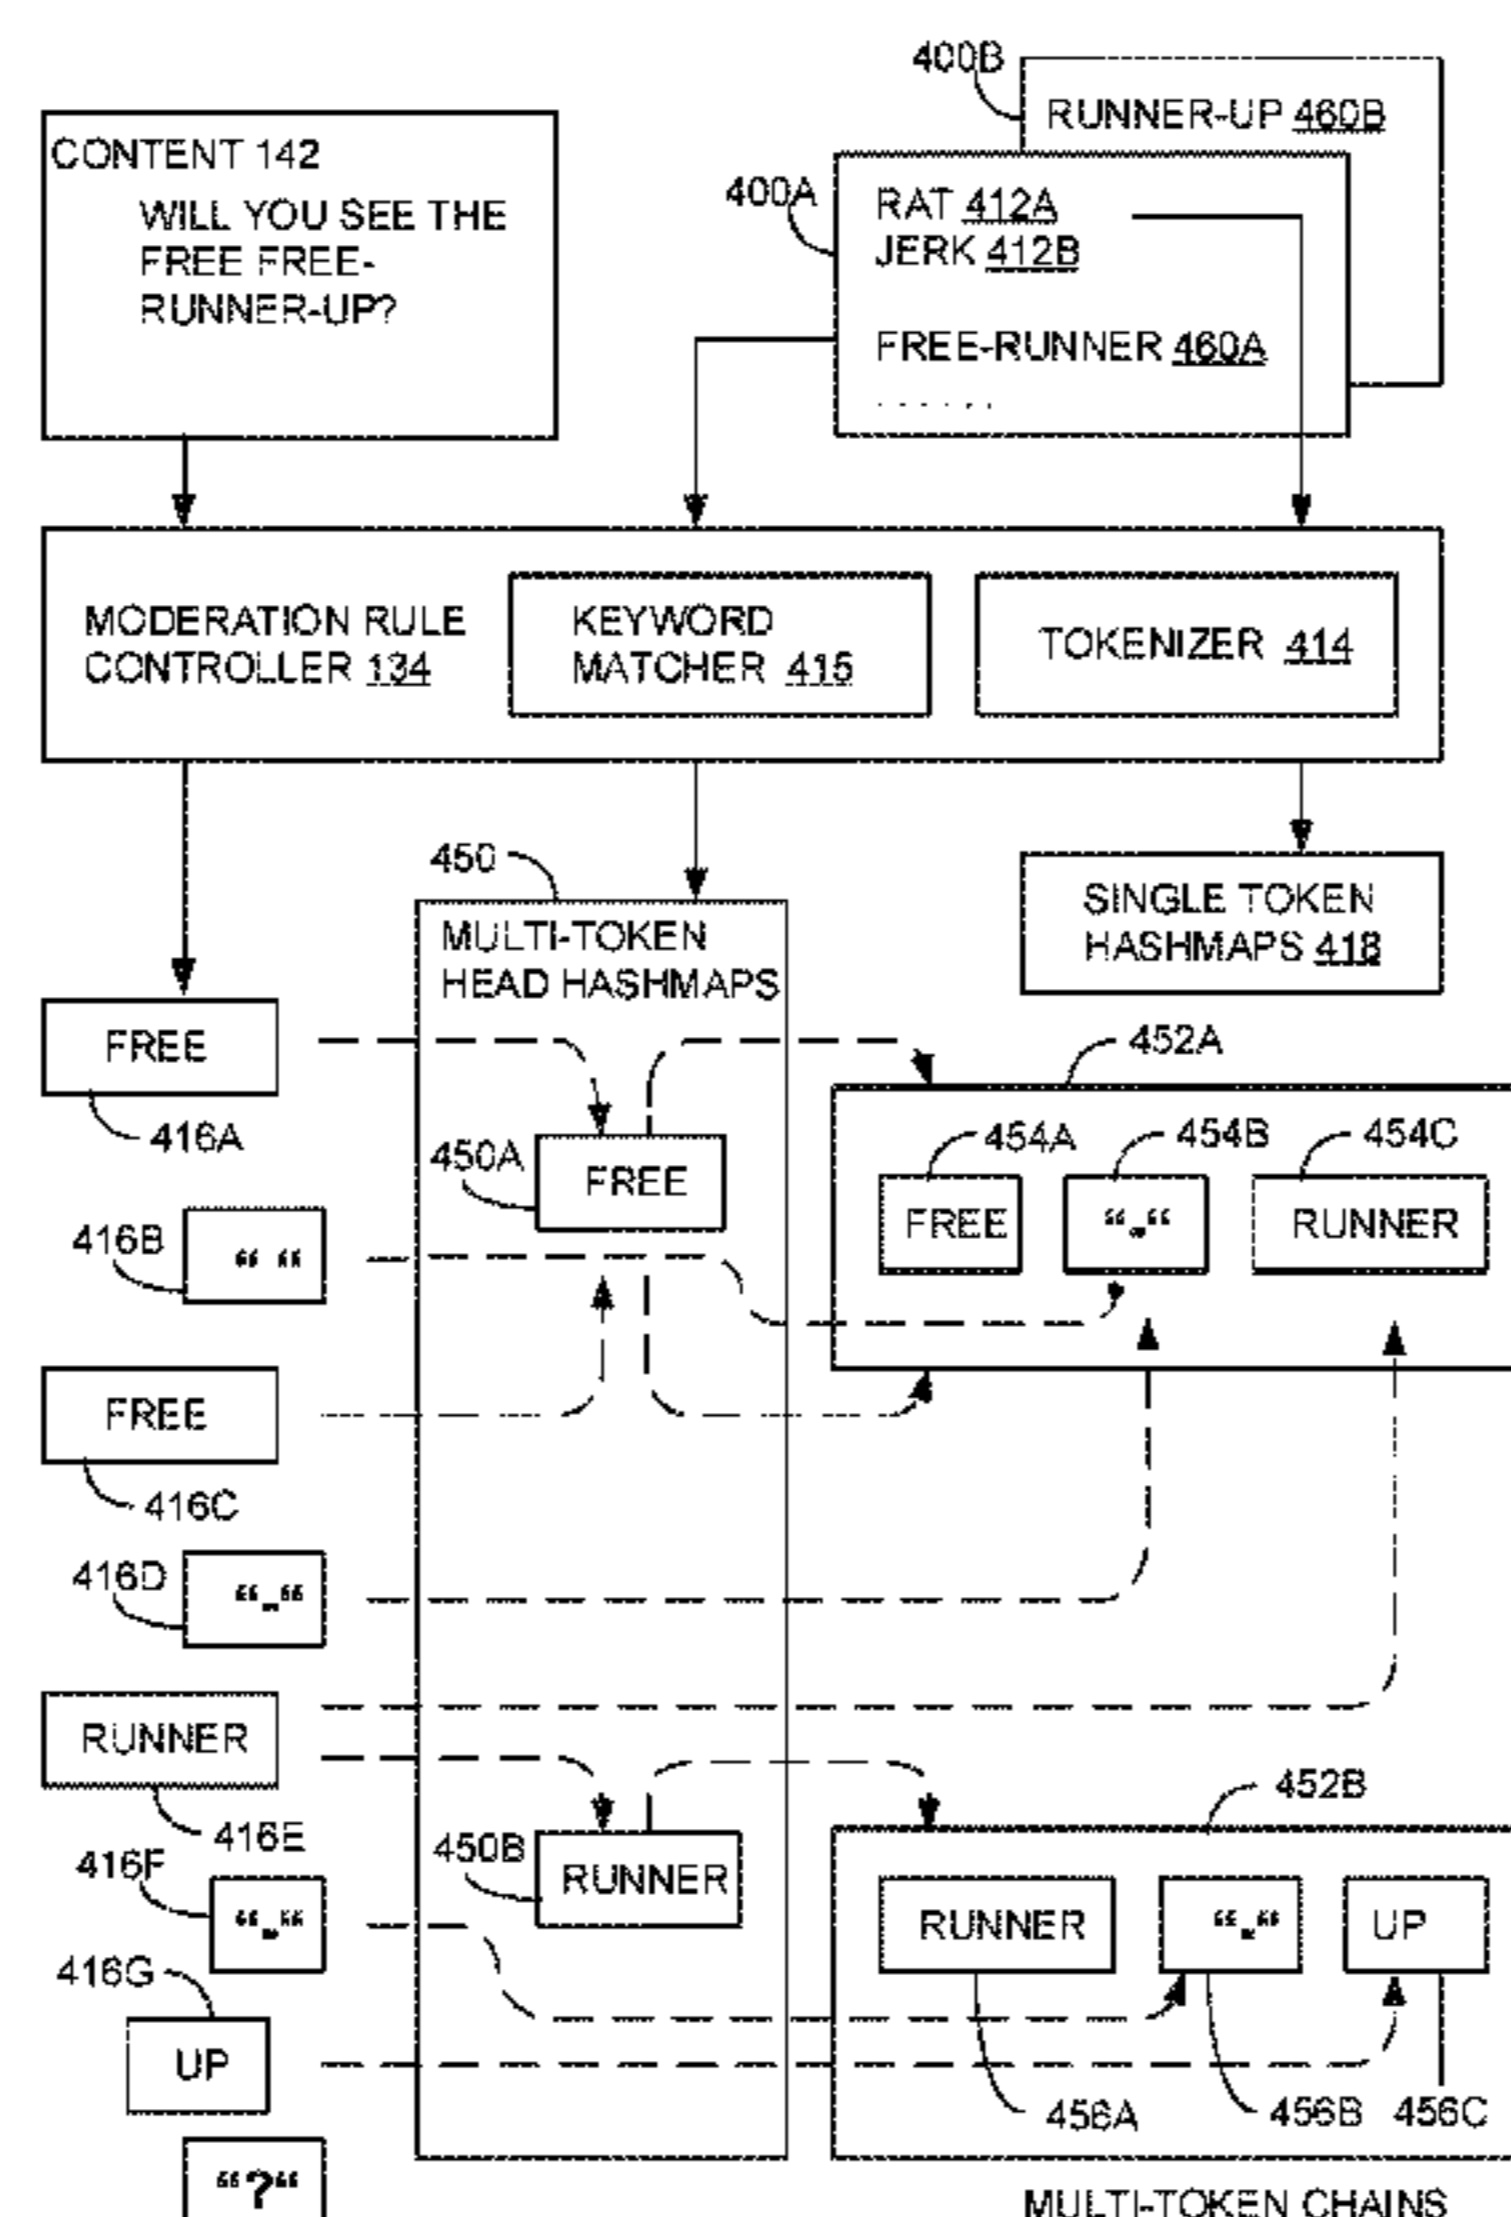 400B
RUNNER-UP 460B
CONTENT 142
WILL YOU SEE THE
FREE FREE-
RUNNER-UP?
400A
RAT 412A
JERK 412B
FREE-RUNNER 460A
. . . . . .
MODERATION RULE
CONTROLLER 134
KEYWORD
MATCHER 415
TOKENIZER 414
450
MULTI-TOKEN
HEAD HASHMAPS
SINGLE TOKEN
HASHMAPS 418
FREE
416A
452A
450A
FREE
454A
454B
454C
FREE
“-“
RUNNER
416B
“ “
FREE
416C
416D
“-“
RUNNER
416E
452B
450B
RUNNER
416F
“-“
RUNNER
“-“
UP
416G
UP
456A
456B
456C
“?“
MULTI-TOKEN CHAINS